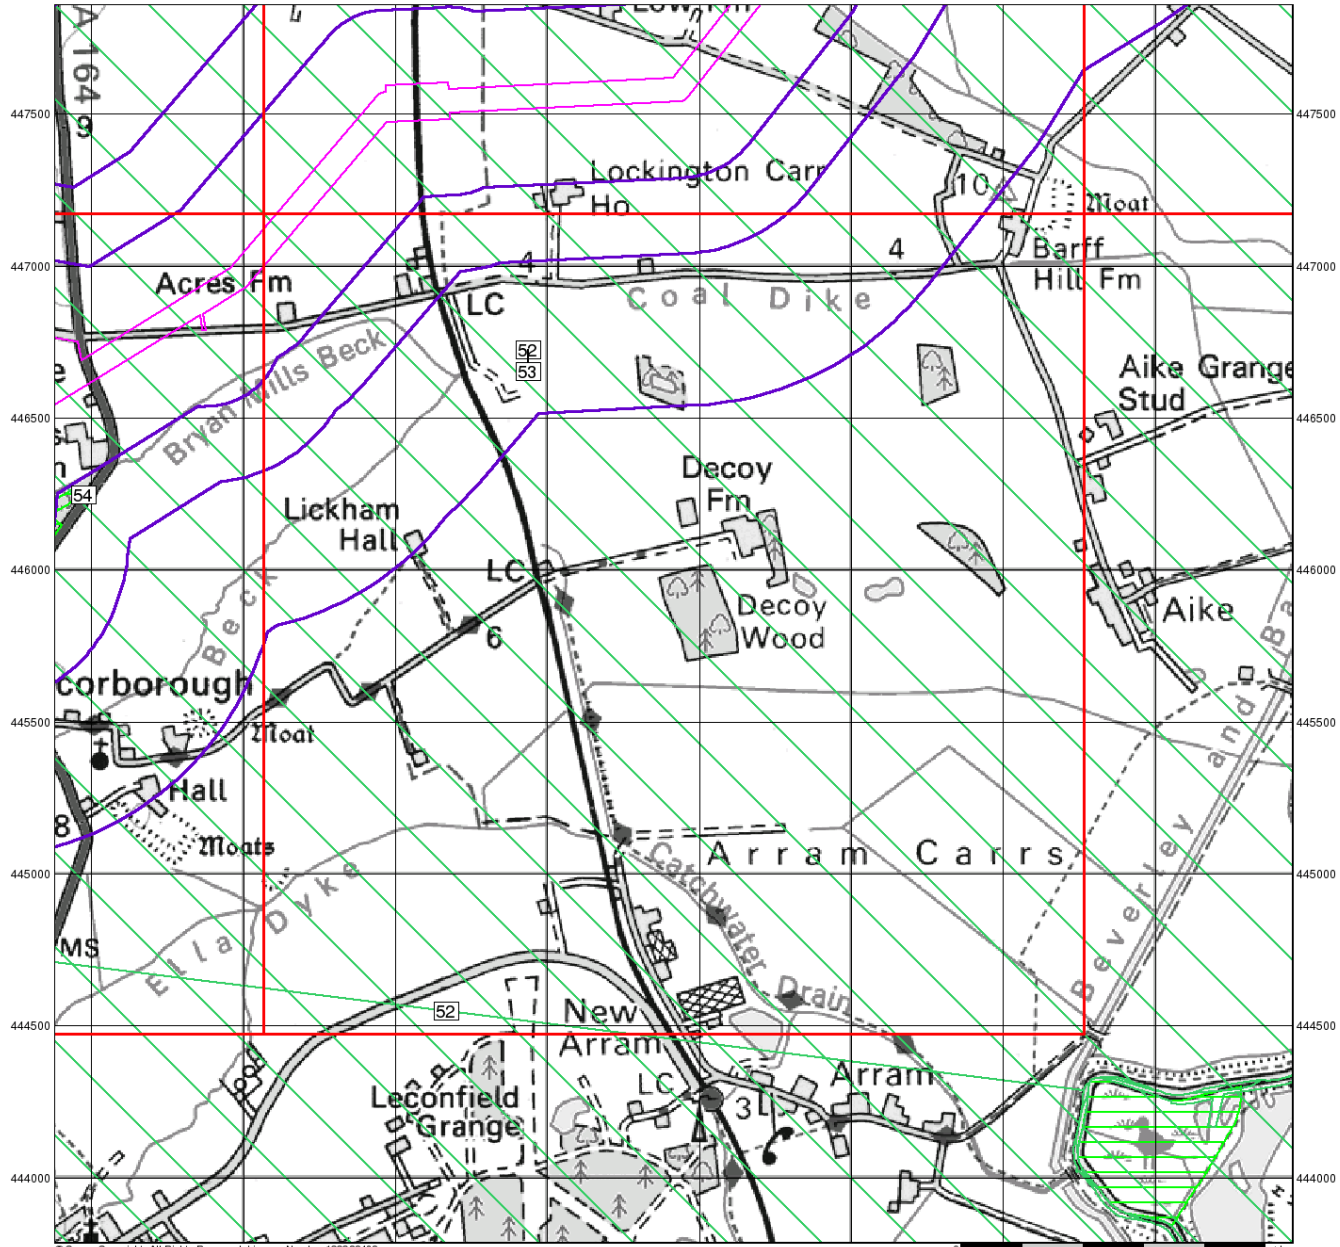 A 164
Low Fm
9
447500
447500
Lockington Carr
Ho
10
Moat
Barff
Hill Fm
447000
447000
4
4
Acres Fm
LC
Coal Dike
Bryan Mills Beck
52
53
Aike Grange
Stud
446500
446500
54
Decoy
Fm
Lickham
Hall
446000
446000
LC
Decoy
Wood
Aike
6
Beck
corborough
Moat
445500
445500
Hall
8
Moats
Arram Carrs
Catchwater Drain
Beverley and Ba
445000
445000
Ella Dyke
MS
52
New
Arram
444500
444500
LC
3
Arram
Leconfield
Grange
444000
444000